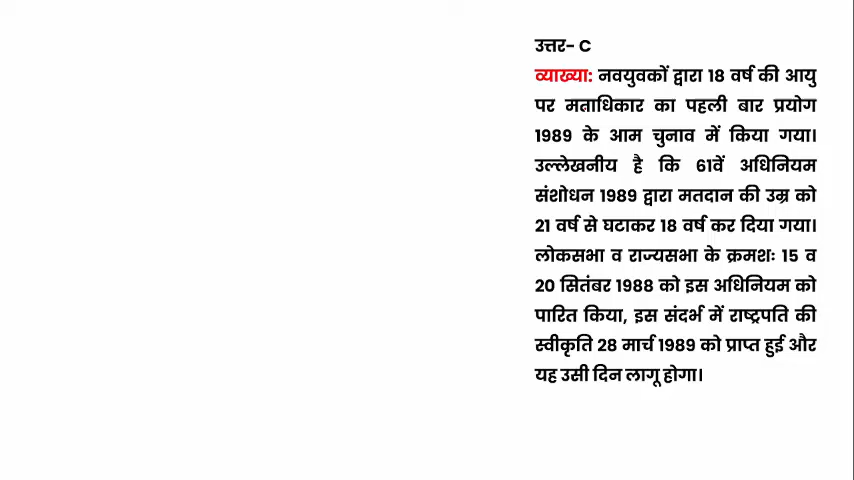 उत्तर- C
व्याख्या: नवयुवकों द्वारा 18 वर्ष की आयु
पर मताधिकार का पहली बार प्रयोग
1989 के आम चुनाव में किया गया।
उल्लेखनीय है कि 61वें अधिनियम
संशोधन 1989 द्वारा मतदान की उम्र को
21 वर्ष से घटाकर 18 वर्ष कर दिया गया।
लोकसभा व राज्यसभा के क्रमशः 15 व
20 सितंबर 1988 को इस अधिनियम को
पारित किया, इस संदर्भ में राष्ट्रपति की
स्वीकृति 28 मार्च 1989 को प्राप्त हुई और
यह उसी दिन लागू होगा।